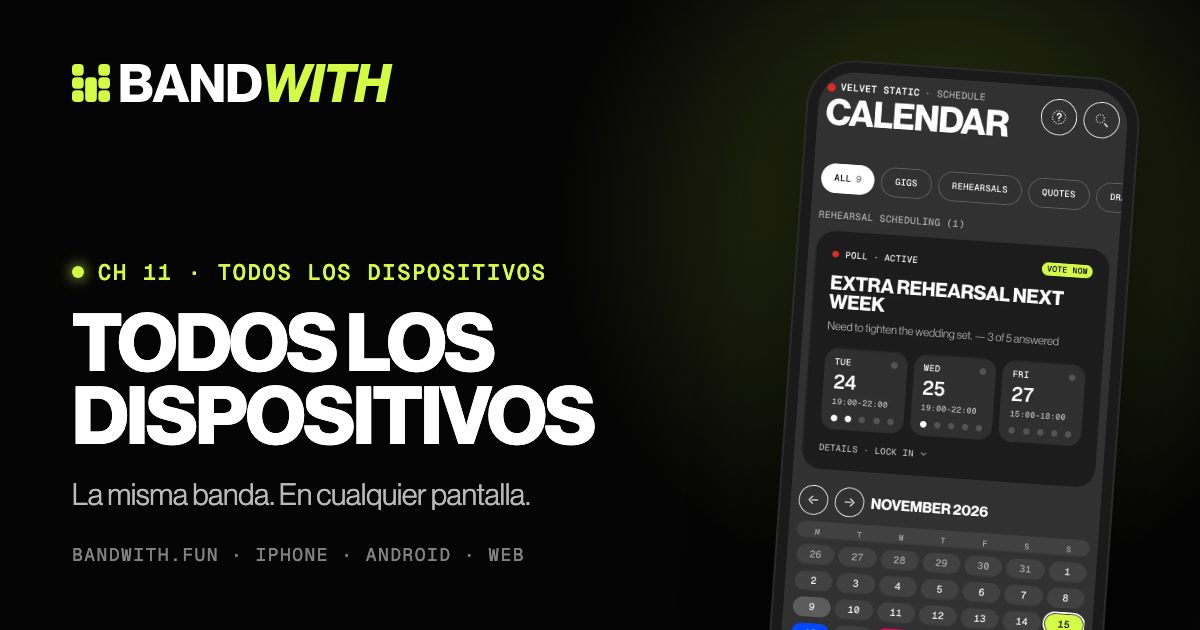 BANDWITH
CH 11 · TODOS LOS DISPOSITIVOS
TODOS LOS
DISPOSITIVOS
La misma banda. En cualquier pantalla.
BANDWITH.FUN · IPHONE · ANDROID · WEB
VELVET STATIC · SCHEDULE
CALENDAR
?
ALL 9 GIGS REHEARSALS QUOTES
REHEARSAL SCHEDULING (1)
POLL · ACTIVE
VOTE NOW
EXTRA REHEARSAL NEXT
WEEK
Need to tighten the wedding set. — 3 of 5 answered
TUE WED FRI
24 25 27
19:00–22:00 19:00–22:00 15:00–18:00
DETAILS · LOCK IN
← → NOVEMBER 2026
M T W T F S S
26 27 28 29 30 31 1
2 3 4 5 6 7 8
9 10 11 12 13 14 15